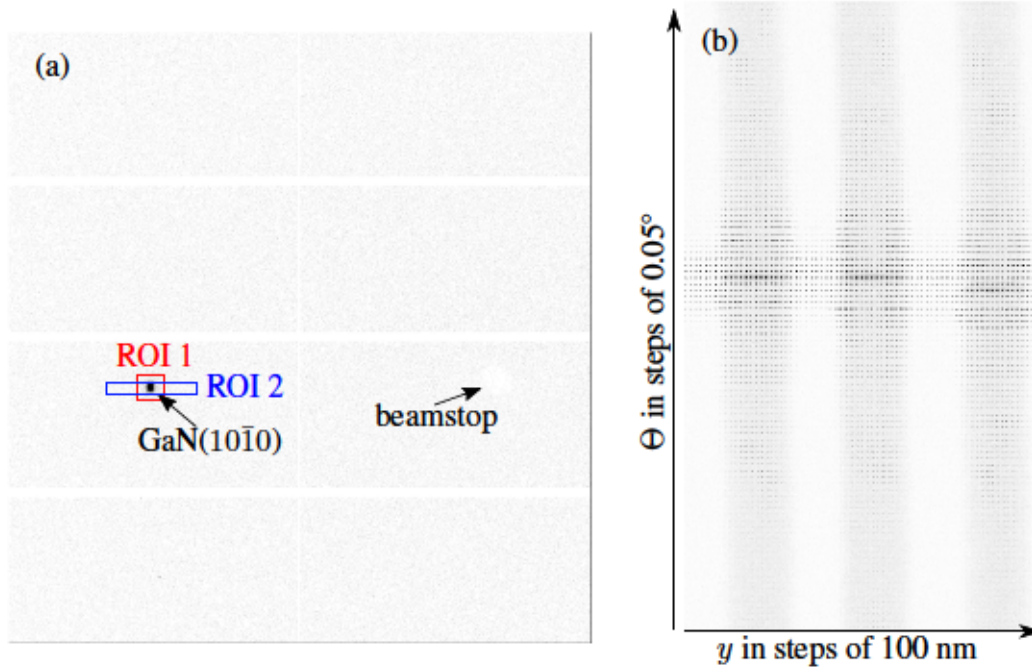 (a)
ROI 1
ROI 2
GaN(101̄0)
beamstop
(b)
Θ in steps of 0.05°
y in steps of 100 nm